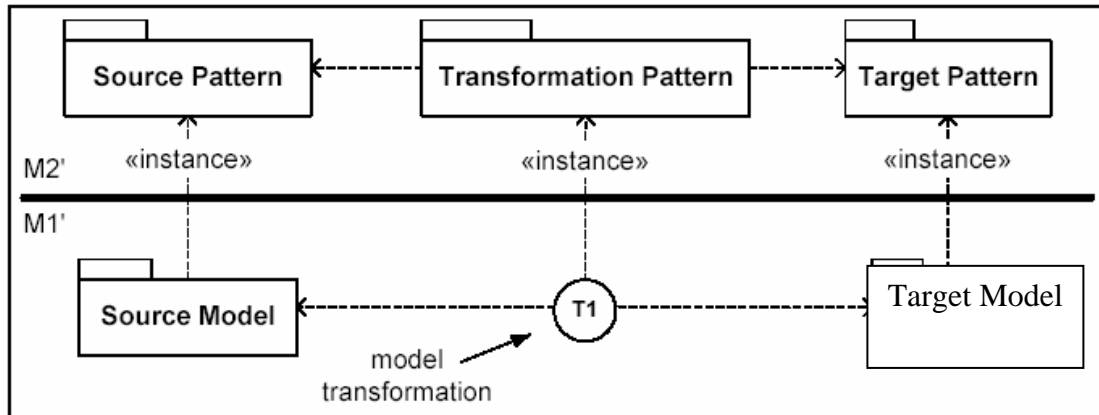 Source Pattern
Transformation Pattern
Target Pattern
«instance»
«instance»
«instance»
M2'
M1'
Source Model
T1
Target Model
model
transformation